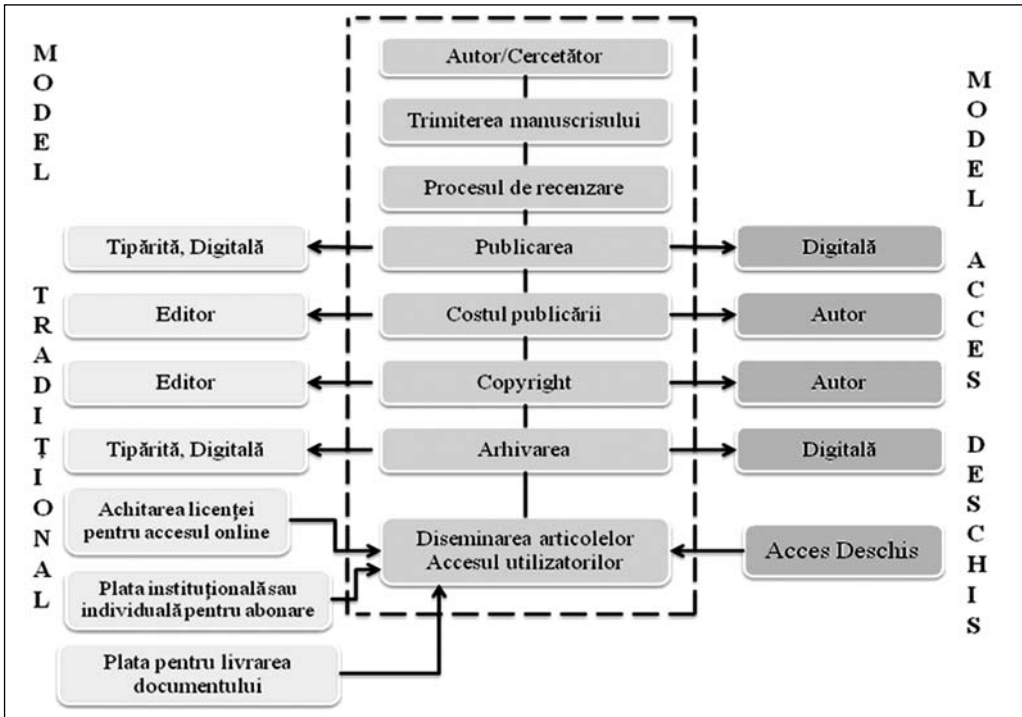 MODEL TRADIȚIONAL
Autor/Cercetător
Trimiterea manuscrisului
Procesul de recenzare
Tipărită, Digitală
Publicarea
Digitală
Editor
Costul publicării
Autor
Editor
Copyright
Autor
Tipărită, Digitală
Arhivarea
Digitală
Achitarea licenței
pentru accesul online
Diseminarea articolelor
Accesul utilizatorilor
Acces Deschis
Plata instituțională sau
individuală pentru abonare
Plata pentru livrarea
documentului
MODEL ACCES DESCHIS